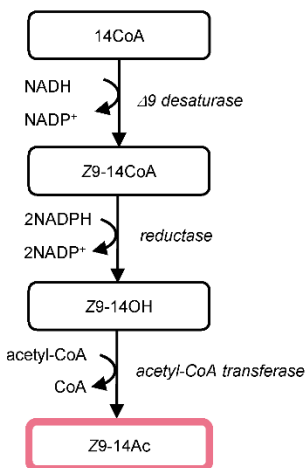 14CoA
NADH
NADP⁺
Δ9 desaturase
Z9-14CoA
2NADPH
2NADP⁺
reductase
Z9-14OH
acetyl-CoA
CoA
acetyl-CoA transferase
Z9-14Ac